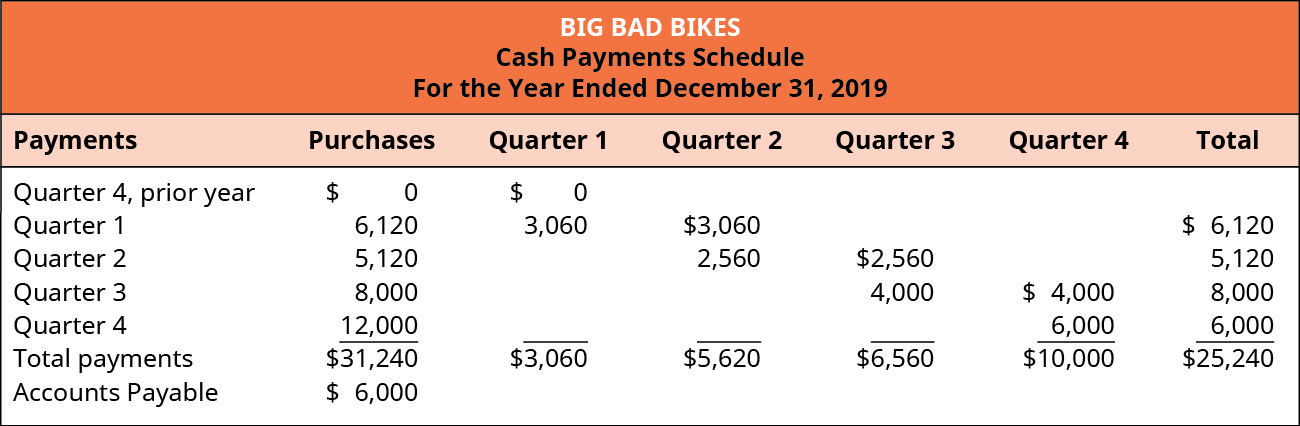 BIG BAD BIKES
Cash Payments Schedule
For the Year Ended December 31, 2019
Payments Purchases Quarter 1 Quarter 2 Quarter 3 Quarter 4 Total
Quarter 4, prior year $ 0 $ 0
Quarter 1 6,120 3,060 $3,060 $ 6,120
Quarter 2 5,120 2,560 $2,560 5,120
Quarter 3 8,000 4,000 $ 4,000 8,000
Quarter 4 12,000 6,000 6,000
Total payments $31,240 $3,060 $5,620 $6,560 $10,000 $25,240
Accounts Payable $ 6,000